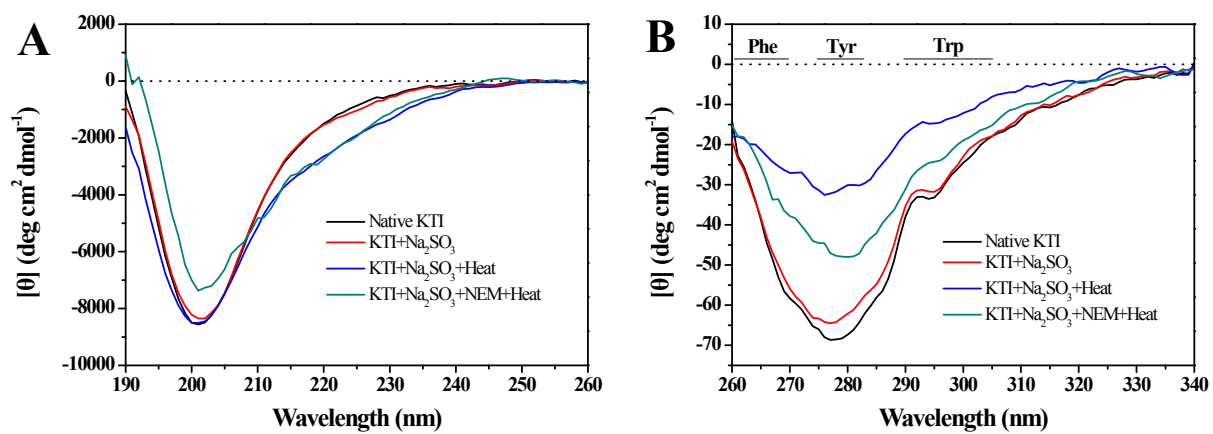 A
[θ] (deg cm² dmol⁻¹)
2000
0
-2000
-4000
-6000
-8000
-10000
190 200 210 220 230 240 250 260
Wavelength (nm)
Native KTI
KTI+Na₂SO₃
KTI+Na₂SO₃+Heat
KTI+Na₂SO₃+NEM+Heat
B
[θ] (deg cm² dmol⁻¹)
10
0
-10
-20
-30
-40
-50
-60
-70
Phe Tyr Trp
260 270 280 290 300 310 320 330 340
Wavelength (nm)
Native KTI
KTI+Na₂SO₃
KTI+Na₂SO₃+Heat
KTI+Na₂SO₃+NEM+Heat